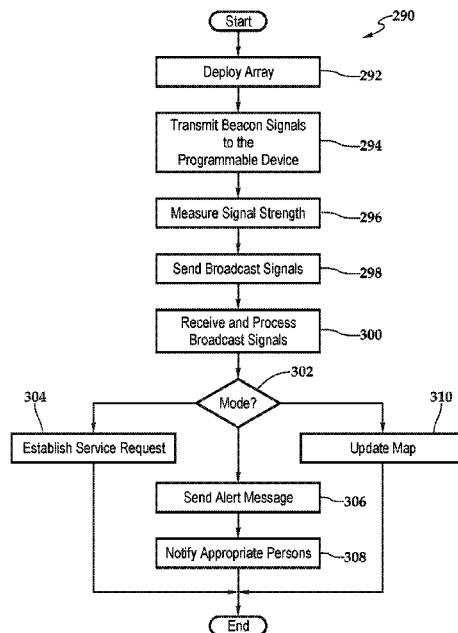 Start
290
Deploy Array
292
Transmit Beacon Signals
to the
Programmable Device
294
Measure Signal Strength
296
Send Broadcast Signals
298
Receive and Process
Broadcast Signals
300
302
Mode?
304
Establish Service Request
310
Update Map
Send Alert Message
306
Notify Appropriate Persons
308
End